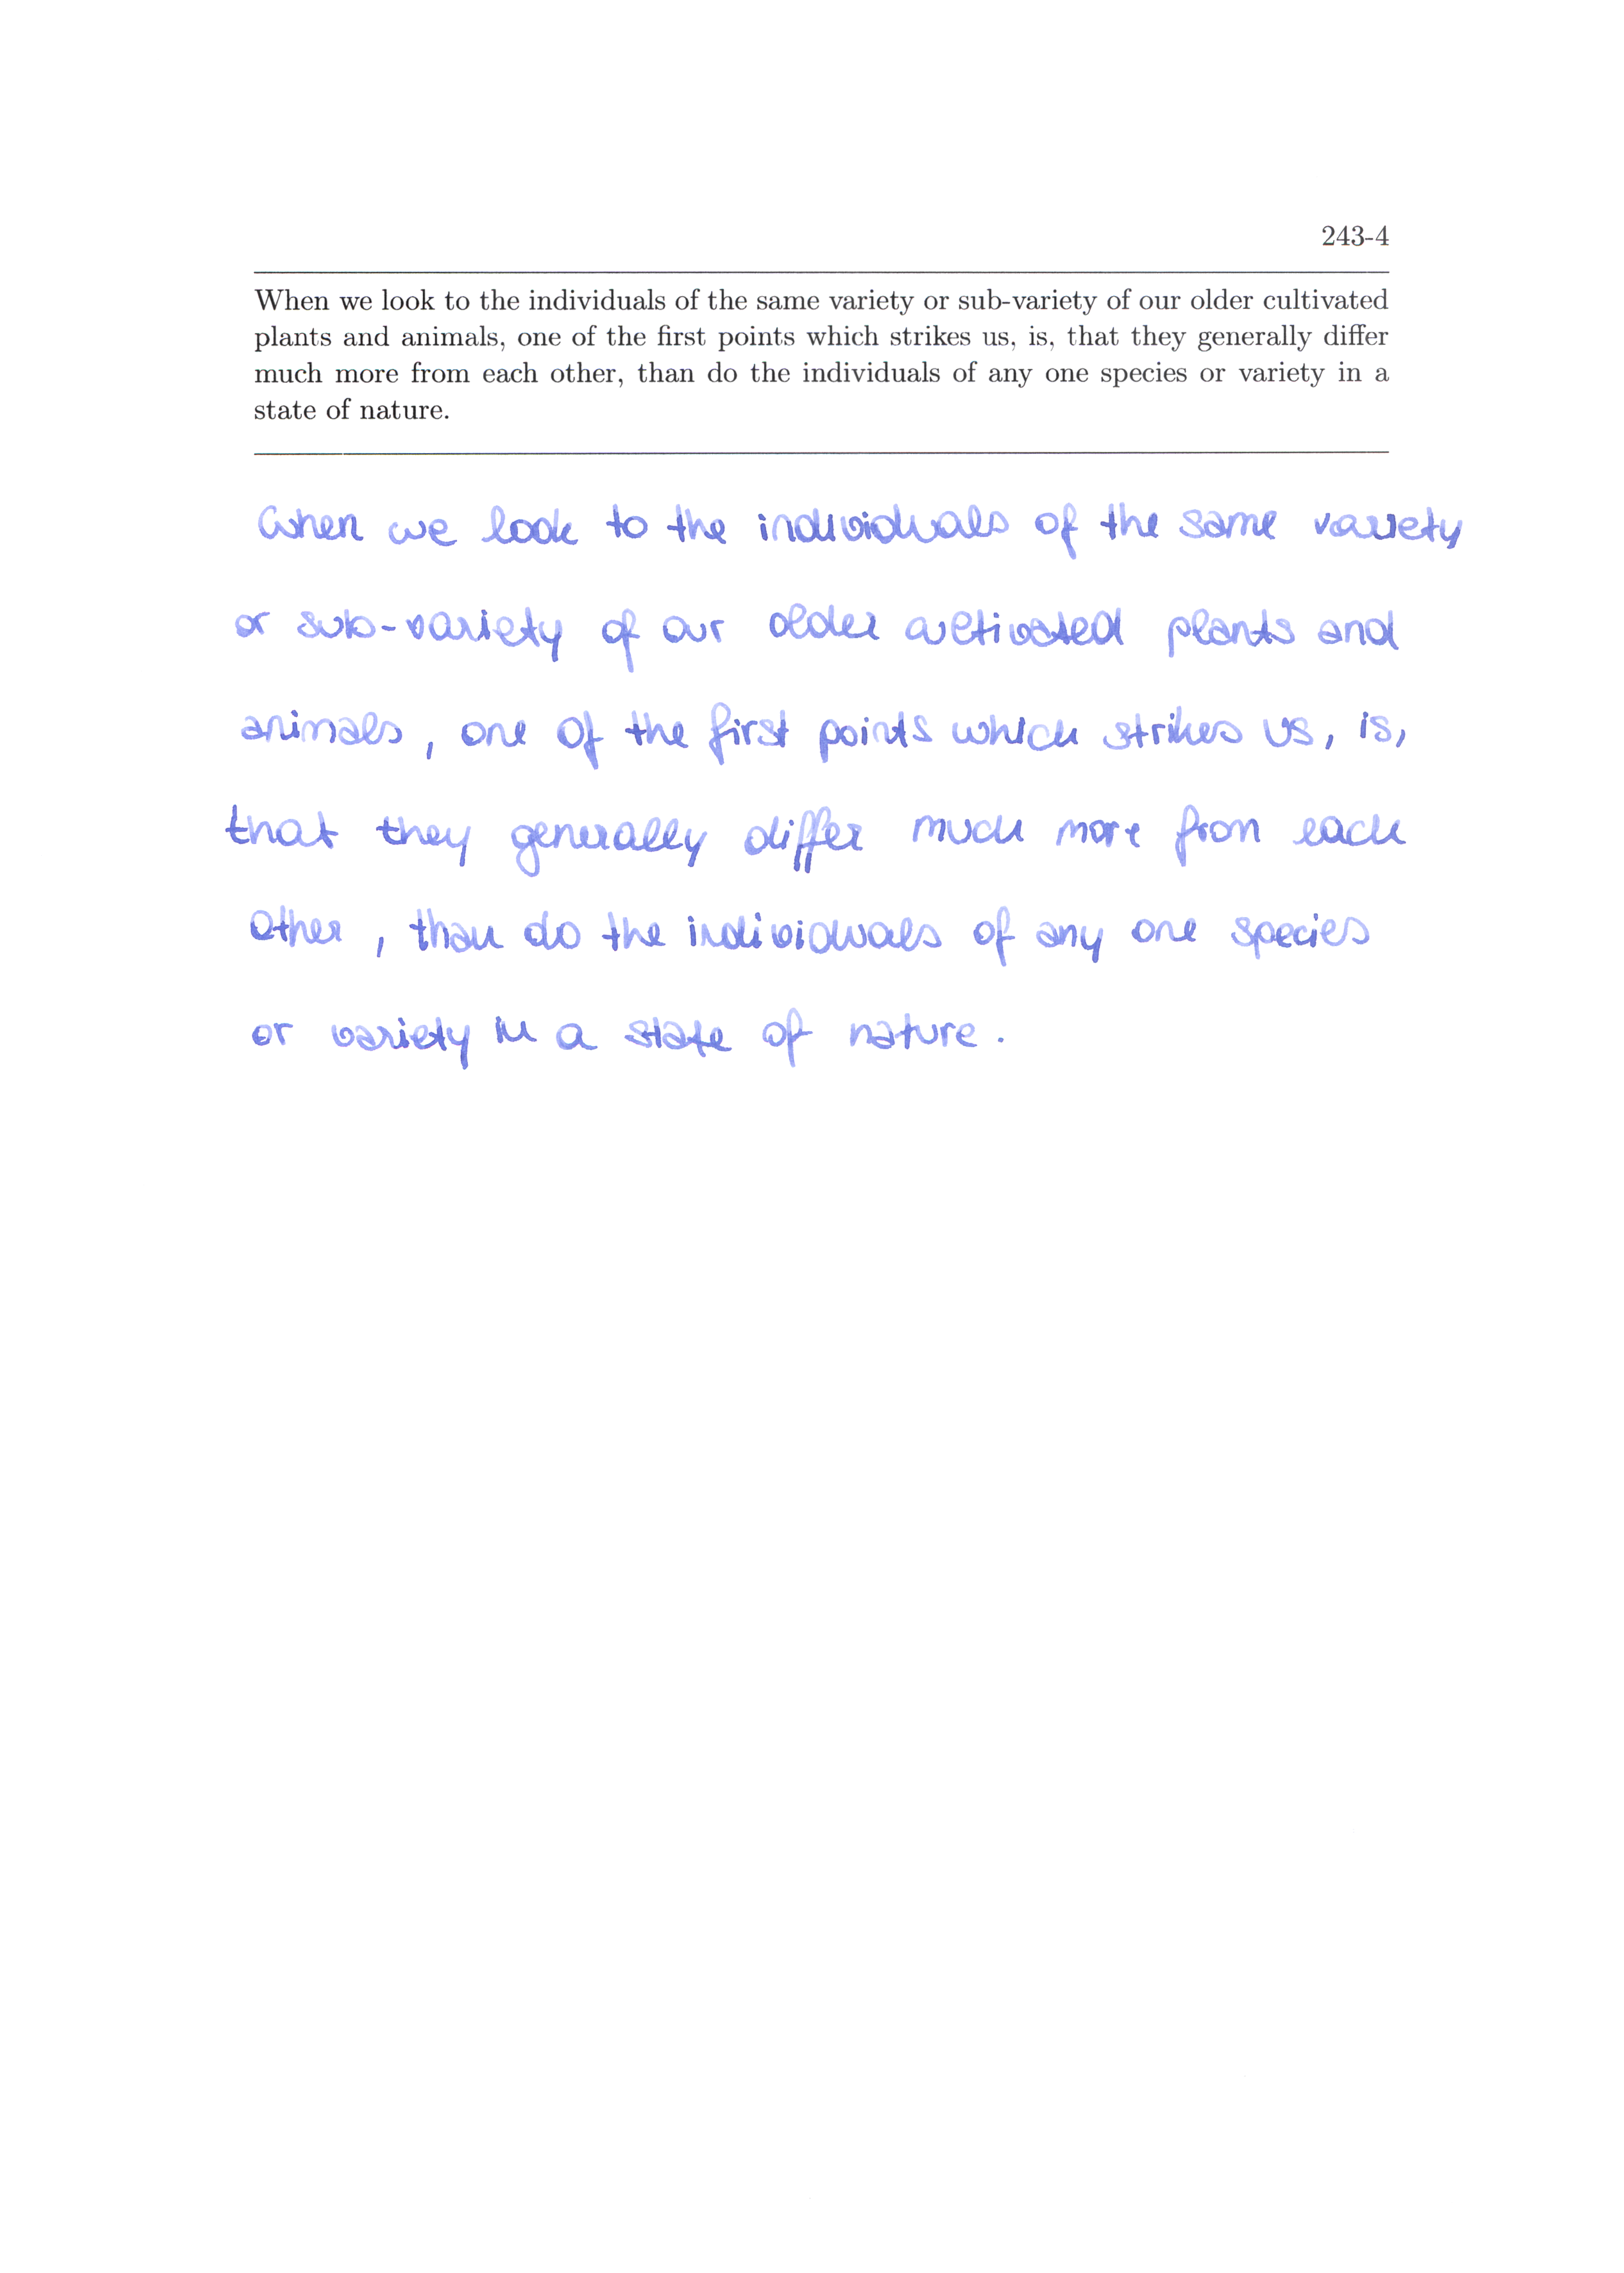 243-4
When we look to the individuals of the same variety or sub-variety of our older cultivated
plants and animals, one of the first points which strikes us, is, that they generally differ
much more from each other, than do the individuals of any one species or variety in a
state of nature.
When we look to the individuals of the same variety
or sub-variety of our older cultivated plants and
animals, one of the first points which strikes us, is,
that they generally differ much more from each
other, than do the individuals of any one species
or variety in a state of nature.